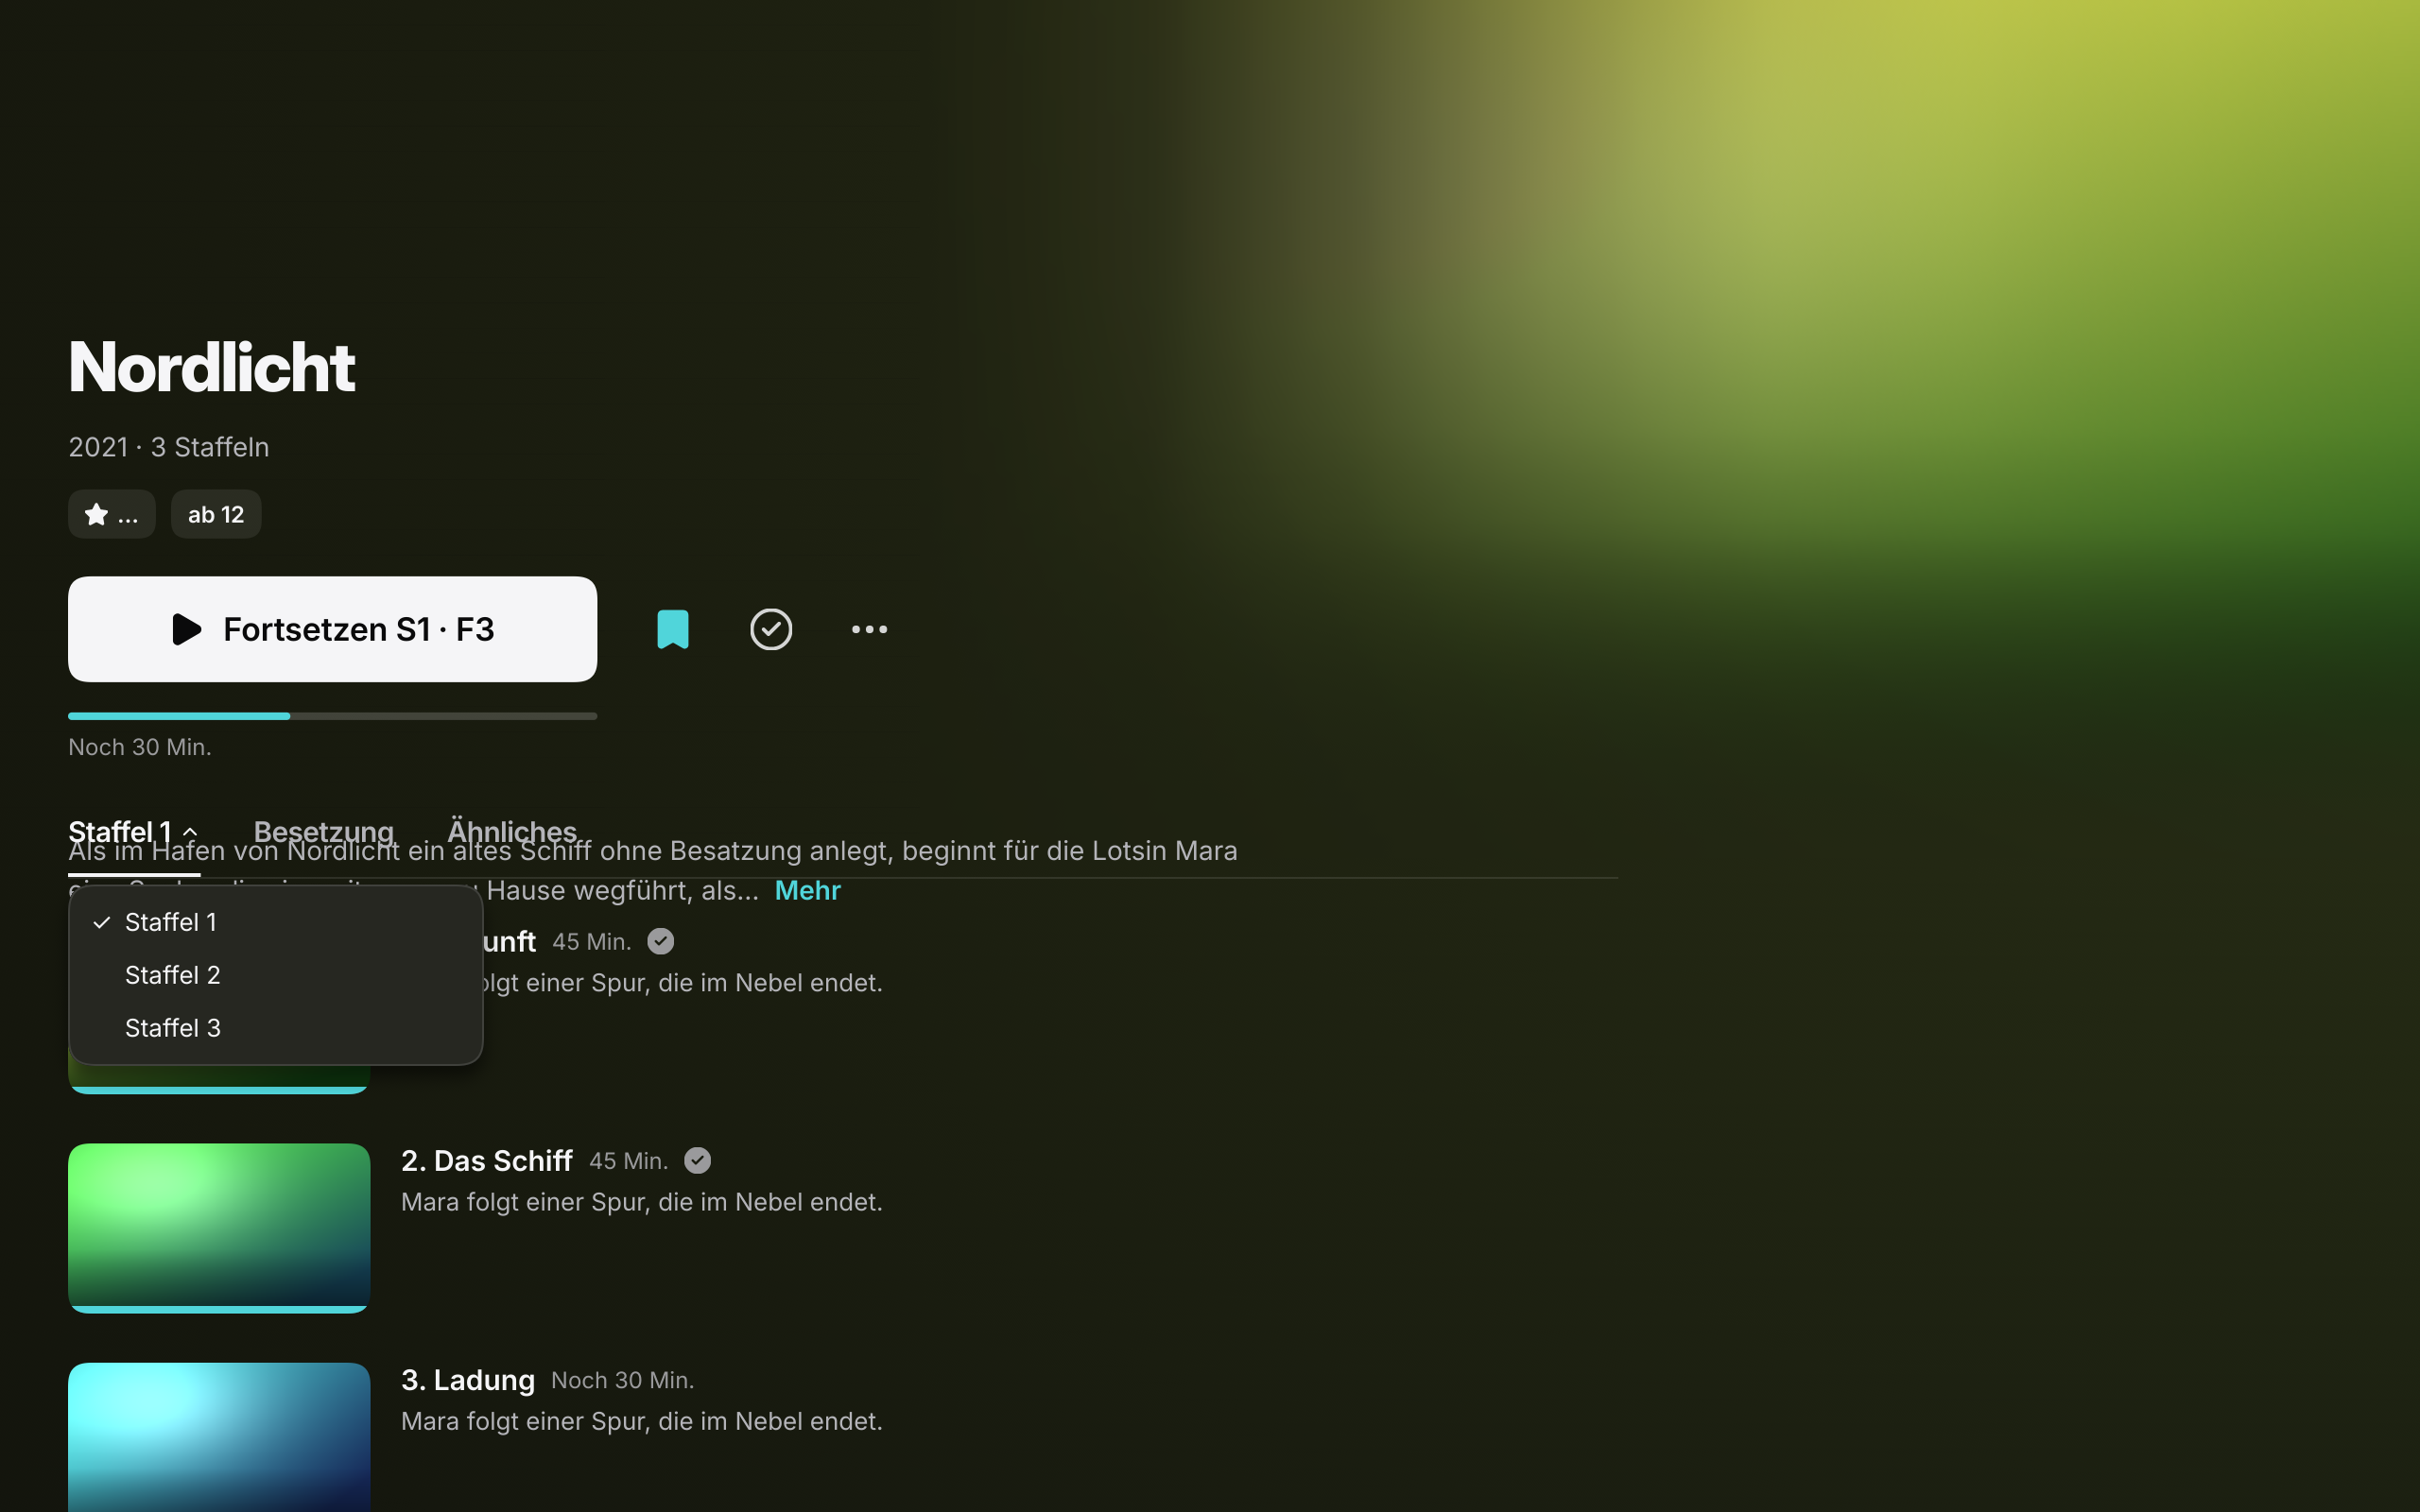 Nordlicht
2021 · 3 Staffeln
...
ab 12
Fortsetzen S1 · F3
Noch 30 Min.
Staffel 1
Besetzung
Ähnliches
Als im Hafen von Nordlicht ein altes Schiff ohne Besatzung anlegt, beginnt für die Lotsin Mara
Hause wegführt, als... Mehr
Staffel 1
Staffel 2
Staffel 3
45 Min.
einer Spur, die im Nebel endet.
2. Das Schiff 45 Min.
Mara folgt einer Spur, die im Nebel endet.
3. Ladung Noch 30 Min.
Mara folgt einer Spur, die im Nebel endet.